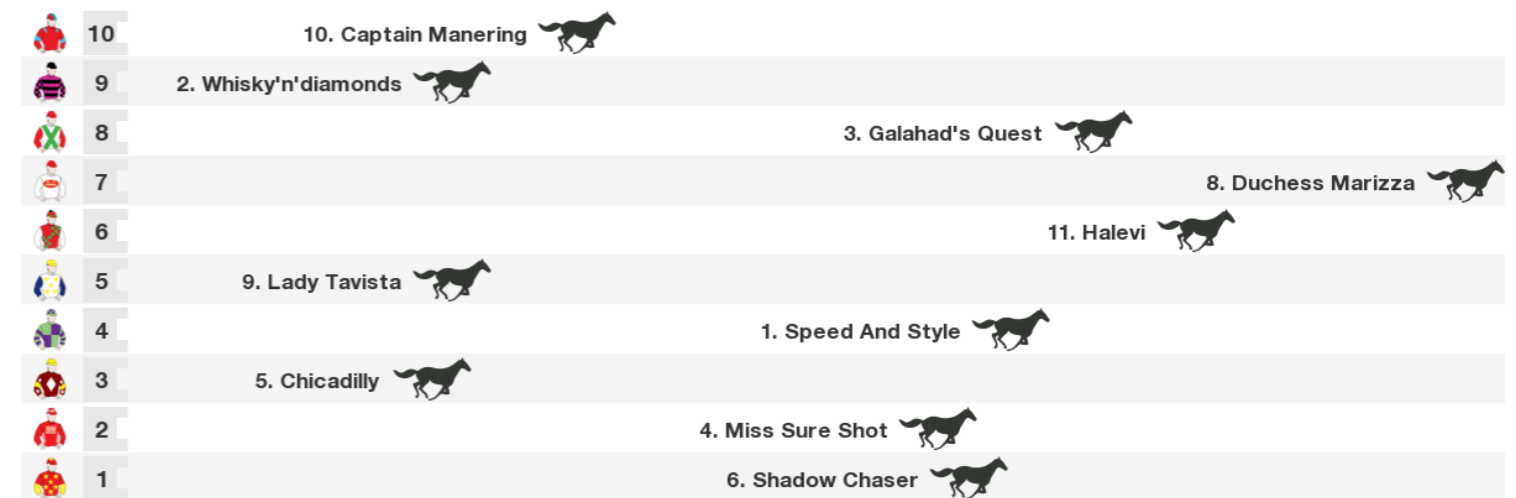 10 10. Captain Manering
9 2. Whisky'n'diamonds
8 3. Galahad's Quest
7 8. Duchess Marizza
6 11. Halevi
5 9. Lady Tavista
4 1. Speed And Style
3 5. Chicadilly
2 4. Miss Sure Shot
1 6. Shadow Chaser